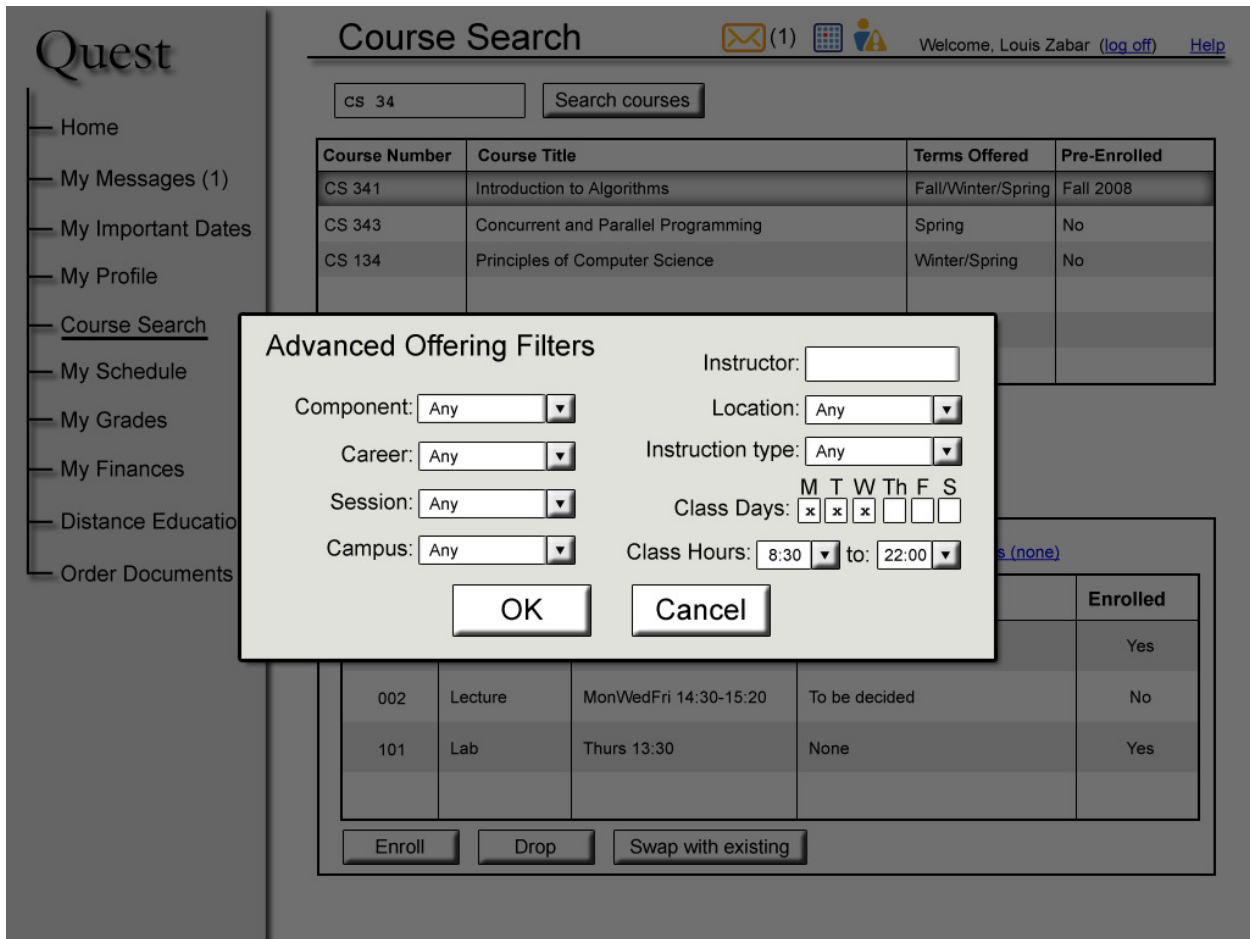 Quest
Home
My Messages (1)
My Important Dates
My Profile
Course Search
My Schedule
My Grades
My Finances
Distance Educatio
Order Documents
Course Search (1) Welcome, Louis Zabar (log off) Help
CS 34 Search courses
Course Number Course Title Terms Offered Pre-Enrolled
CS 341 Introduction to Algorithms Fall/Winter/Spring Fall 2008
CS 343 Concurrent and Parallel Programming Spring No
CS 134 Principles of Computer Science Winter/Spring No
Advanced Offering Filters
Component: Any
Career: Any
Session: Any
Campus: Any
Instructor:
Location: Any
Instruction type: Any
M T W Th F S
Class Days: x x x
Class Hours: 8:30 to: 22:00
OK Cancel
s (none)
Enrolled
Yes
002 Lecture MonWedFri 14:30-15:20 To be decided No
101 Lab Thurs 13:30 None Yes
Enroll Drop Swap with existing